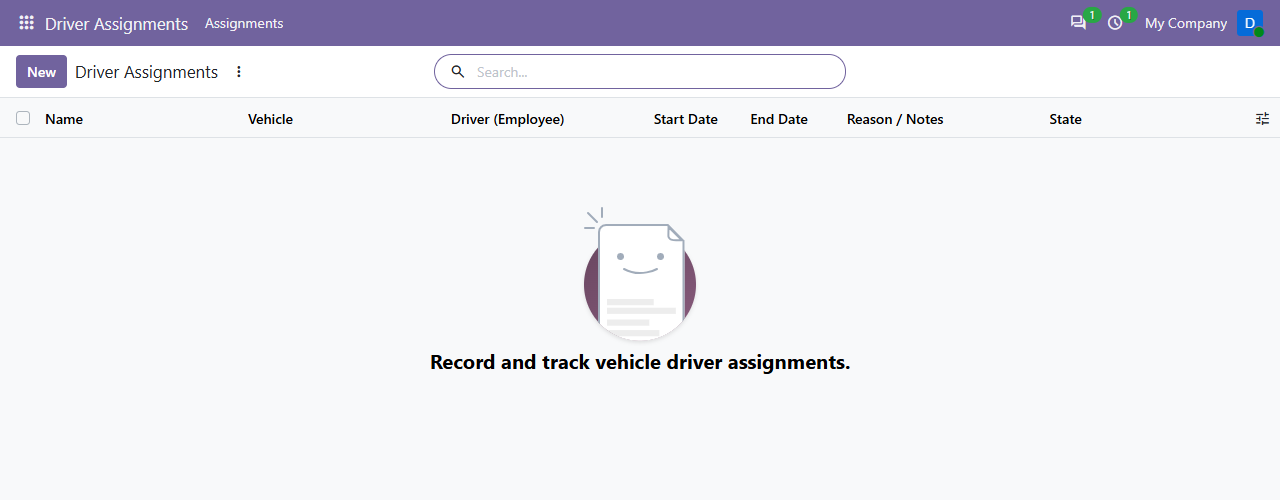 Driver Assignments Assignments 1 1 My Company D
New Driver Assignments Search...
Name Vehicle Driver (Employee) Start Date End Date Reason / Notes State
Record and track vehicle driver assignments.